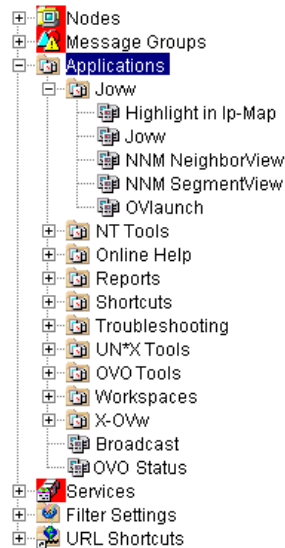 Nodes
Message Groups
Applications
Jovw
Highlight in Ip-Map
Jovw
NNM NeighborView
NNM SegmentView
OVlaunch
NT Tools
Online Help
Reports
Shortcuts
Troubleshooting
UN*X Tools
OVO Tools
Workspaces
X-OVw
Broadcast
OVO Status
Services
Filter Settings
URL Shortcuts